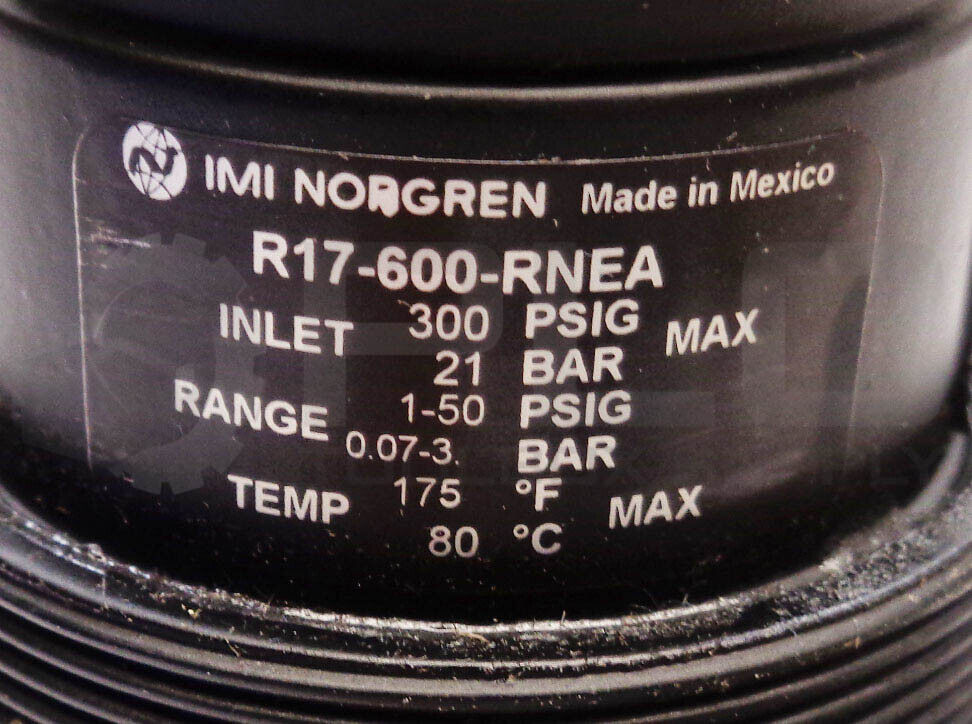 IMI NORGREN Made in Mexico
R17-600-RNEA
INLET 300 PSIG MAX
21 BAR
RANGE 1-50 PSIG
0.07-3. BAR
TEMP 175 °F MAX
80 °C